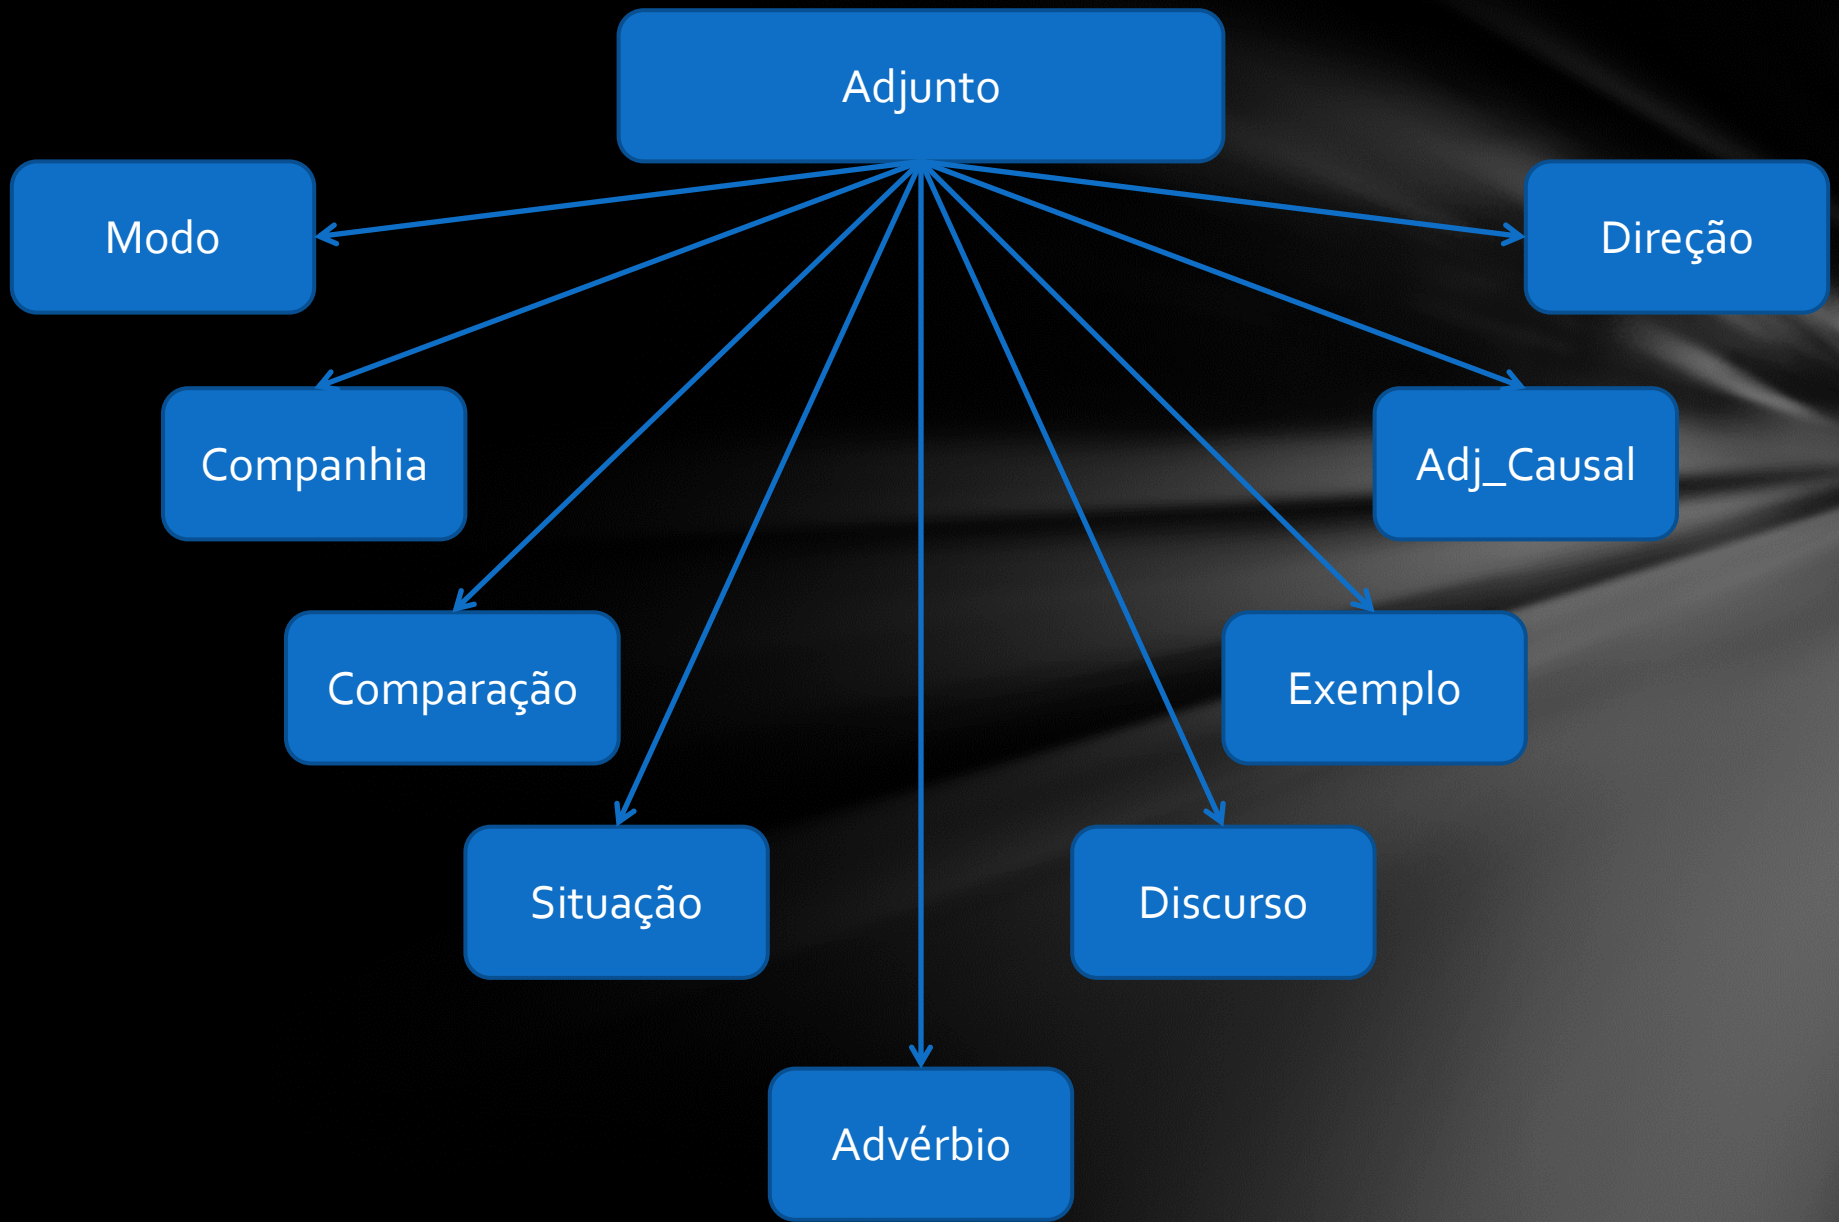 Adjunto
Modo
Direção
Companhia
Adj_Causal
Comparação
Exemplo
Situação
Discurso
Advérbio